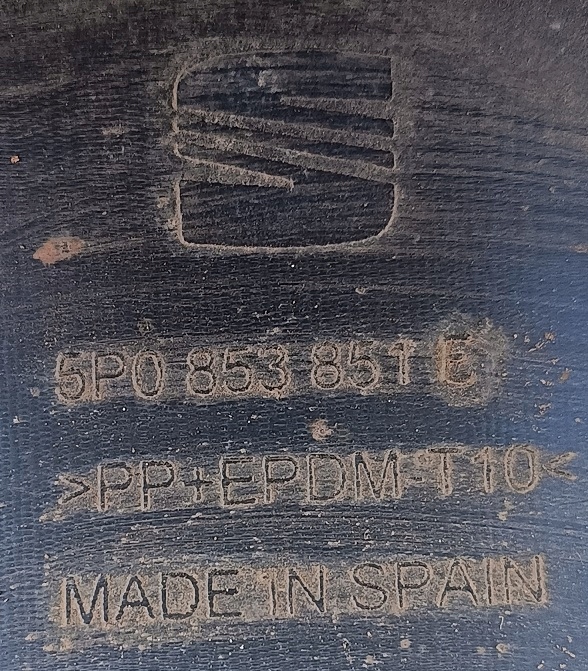 5P0 853 851 E
>PP+EPDM-T10<
MADE IN SPAIN